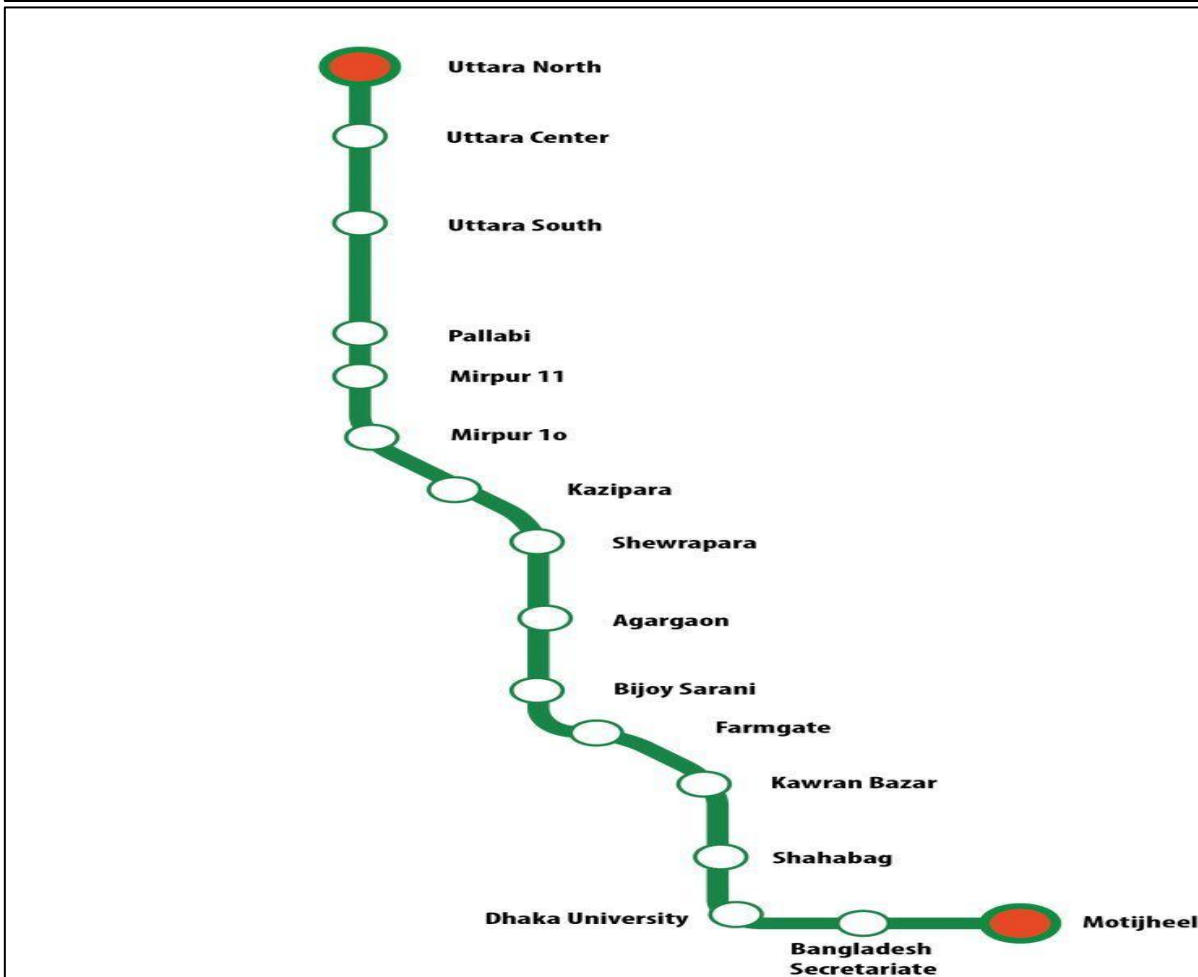 Uttara North
Uttara Center
Uttara South
Pallabi
Mirpur 11
Mirpur 1o
Kazipara
Shewrapara
Agargaon
Bijoy Sarani
Farmgate
Kawran Bazar
Shahabag
Dhaka University
Bangladesh
Secretariate
Motijheel